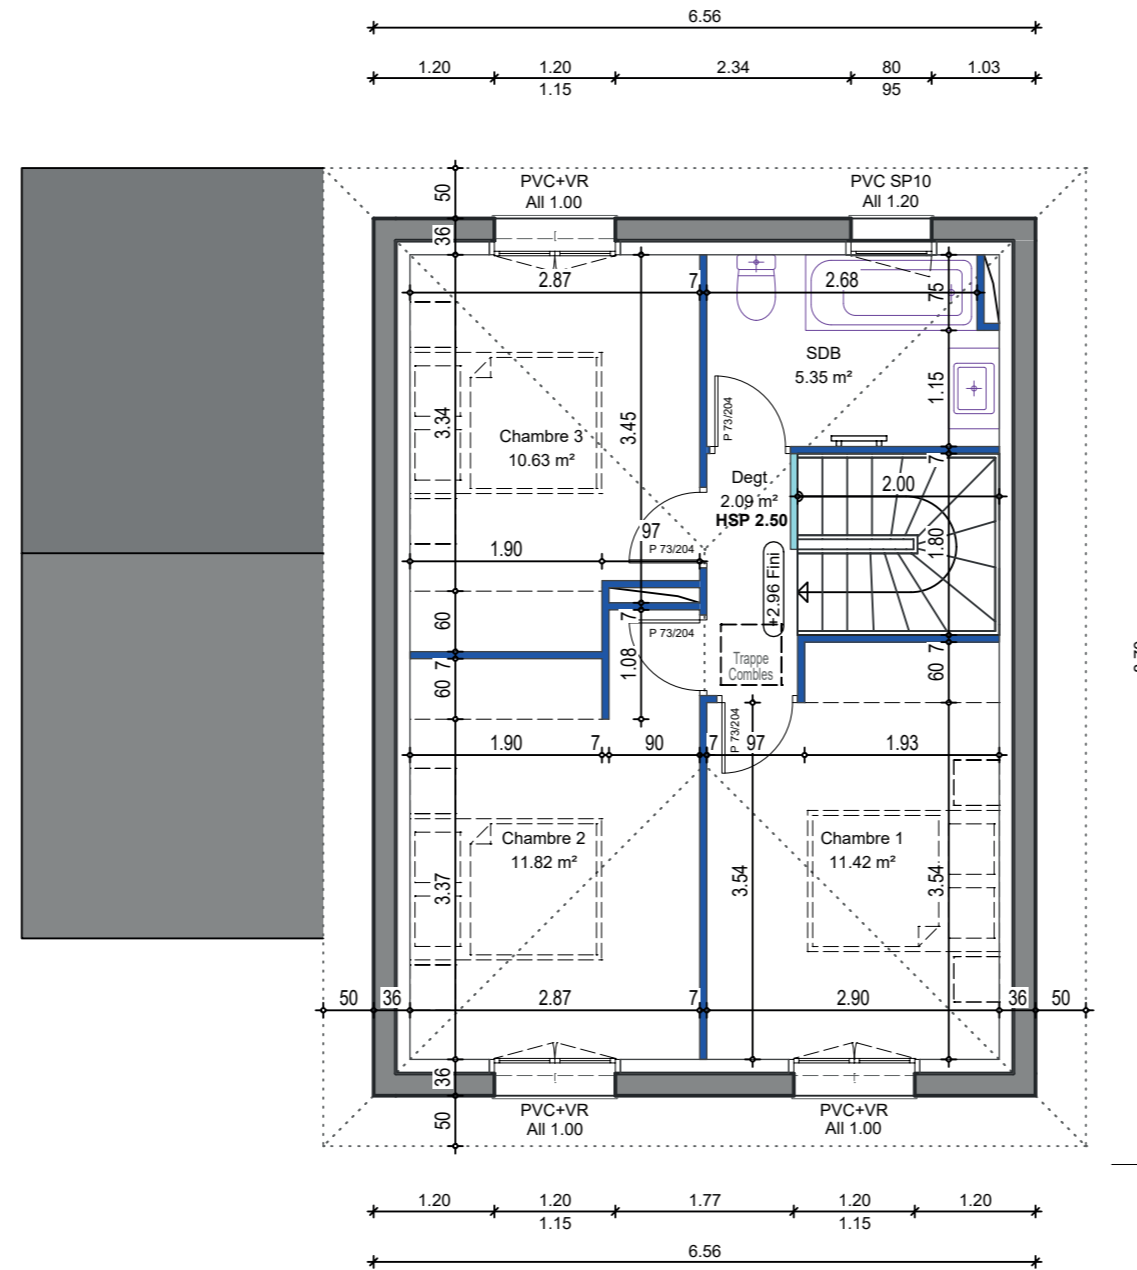 6.56
1.20 1.20 2.34 80 1.03
1.15 95
PVC+VR
All 1.00
PVC SP10
All 1.20
50
36
2.87 7 2.68
75
SDB
5.35 m²
1.15
P 73/204
3.34
3.45
Chambre 3
10.63 m²
7
Degt
2.09 m²
HSP 2.50
2.00
97
P 73/204
1.90
1.80
+2.96 Fini
60
7
P 73/204
1.08
7
60
Trappe
Combles
7
60
P 73/204
1.90 7 90 7 97 1.93
Chambre 2
11.82 m²
Chambre 1
11.42 m²
3.37
3.54
3.54
50 36 2.87 7 2.90 36 50
36
50
PVC+VR
All 1.00
PVC+VR
All 1.00
1.20 1.20 1.77 1.20 1.20
1.15 1.15
6.56